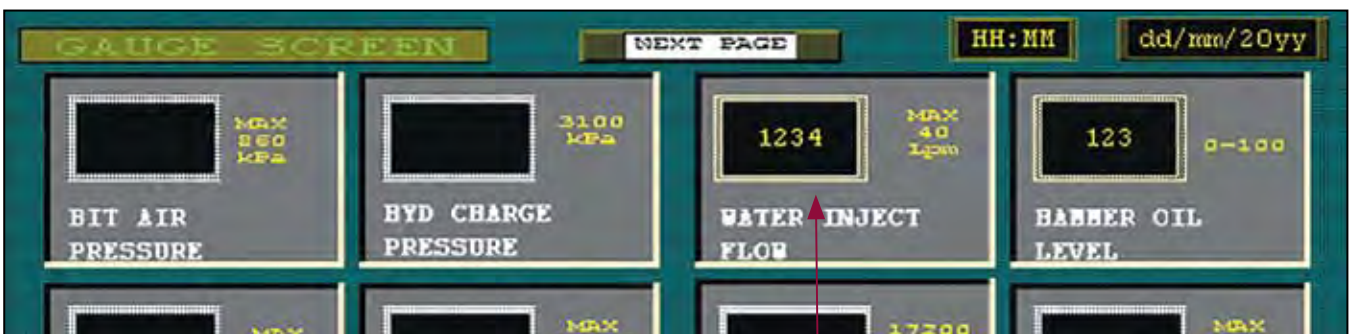 GAUGE SCREEN
NEXT PAGE
HH:MM
dd/mm/20yy
MAX
860
kPa
BIT AIR
PRESSURE
3100
kPa
BYD CHARGE
PRESSURE
1234
MAX
40
lpm
WATER INJECT
FLOW
123
0-100
HAMMER OIL
LEVEL
MAX
MAX
17200
MAX